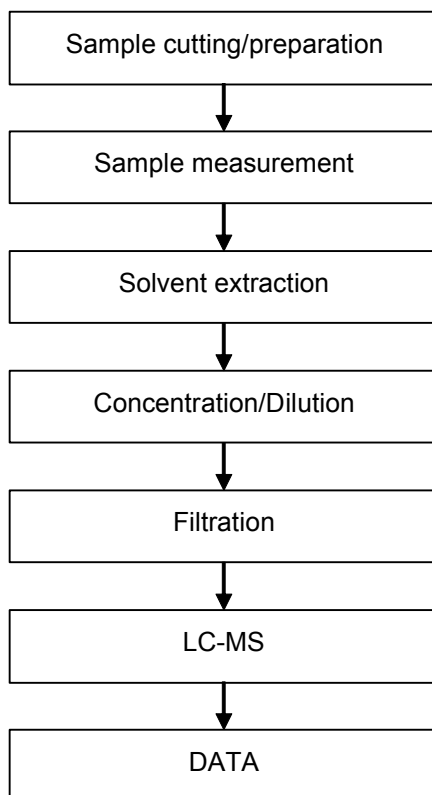 Sample cutting/preparation
Sample measurement
Solvent extraction
Concentration/Dilution
Filtration
LC-MS
DATA